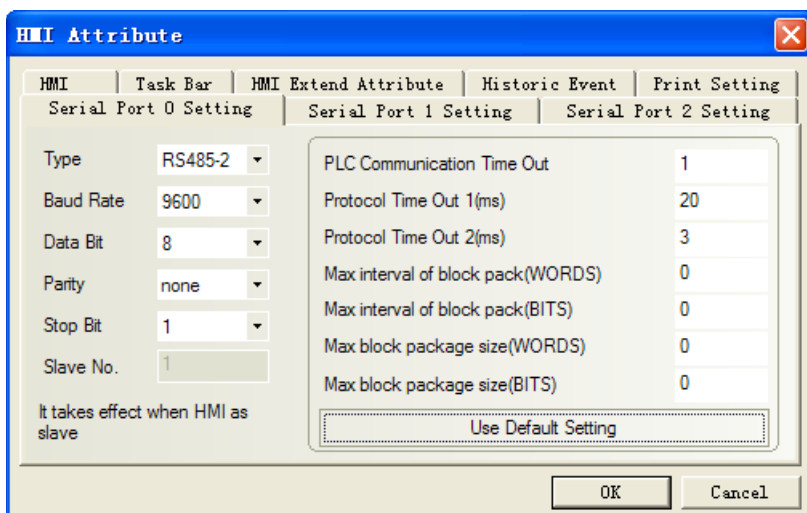 HMI Attribute
HMI Task Bar HMI Extend Attribute Historic Event Print Setting
Serial Port 0 Setting Serial Port 1 Setting Serial Port 2 Setting
Type RS485-2
Baud Rate 9600
Data Bit 8
Parity none
Stop Bit 1
Slave No. 1
It takes effect when HMI as
slave
PLC Communication Time Out 1
Protocol Time Out 1(ms) 20
Protocol Time Out 2(ms) 3
Max interval of block pack(WORDS) 0
Max interval of block pack(BITS) 0
Max block package size(WORDS) 0
Max block package size(BITS) 0
Use Default Setting
OK Cancel